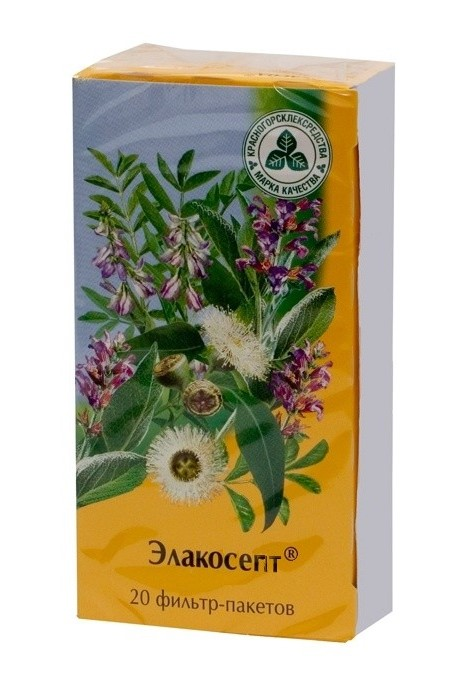 КРАСНОГОРСКЛЕКСРЕДСТВА
МАРКА КАЧЕСТВА
Элакосепт®
20 фильтр-пакетов